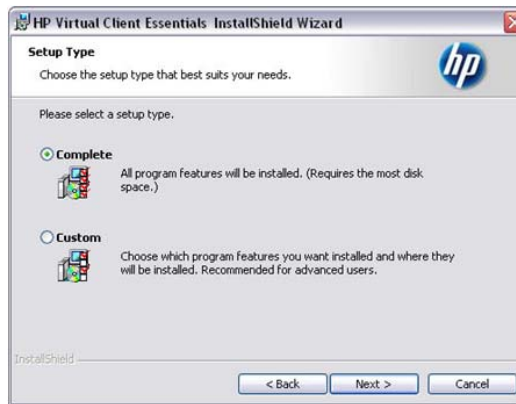 HP Virtual Client Essentials InstallShield Wizard
Setup Type
Choose the setup type that best suits your needs.
hp
Please select a setup type.
Complete
All program features will be installed. (Requires the most disk
space.)
Custom
Choose which program features you want installed and where they
will be installed. Recommended for advanced users.
InstallShield
< Back Next > Cancel